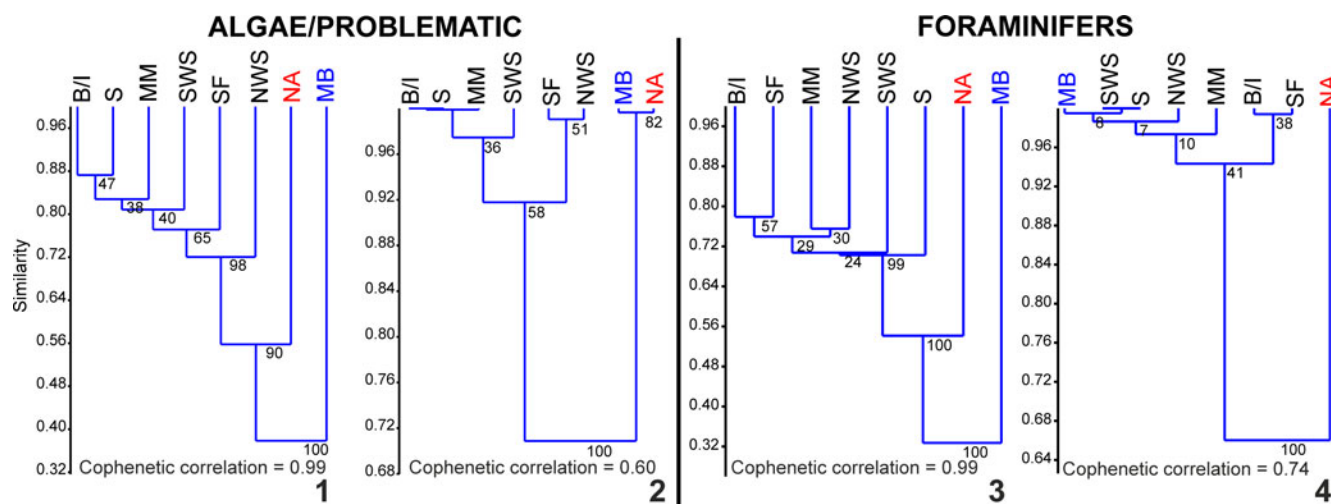 ALGAE/PROBLEMATIC
FORAMINIFERS
B/I
S
MM
SWS
SF
NWS
NA
MB
0.96
0.88
0.80
0.72
0.64
0.56
0.48
0.40
0.32
Similarity
47
38
40
65
98
90
100
Cophenetic correlation = 0.99
1
B/I
S
MM
SWS
SF
NWS
MB
NA
0.96
0.92
0.88
0.84
0.80
0.76
0.72
0.68
36
51
82
58
100
Cophenetic correlation = 0.60
2
B/I
SF
MM
NWS
SWS
S
NA
MB
0.96
0.88
0.80
0.72
0.64
0.56
0.48
0.40
0.32
57
30
29
24
99
100
100
Cophenetic correlation = 0.99
3
MB
SWS
S
NWS
MM
B/I
SF
NA
0.96
0.92
0.88
0.84
0.80
0.76
0.72
0.68
0.64
8
7
10
38
41
100
Cophenetic correlation = 0.74
4